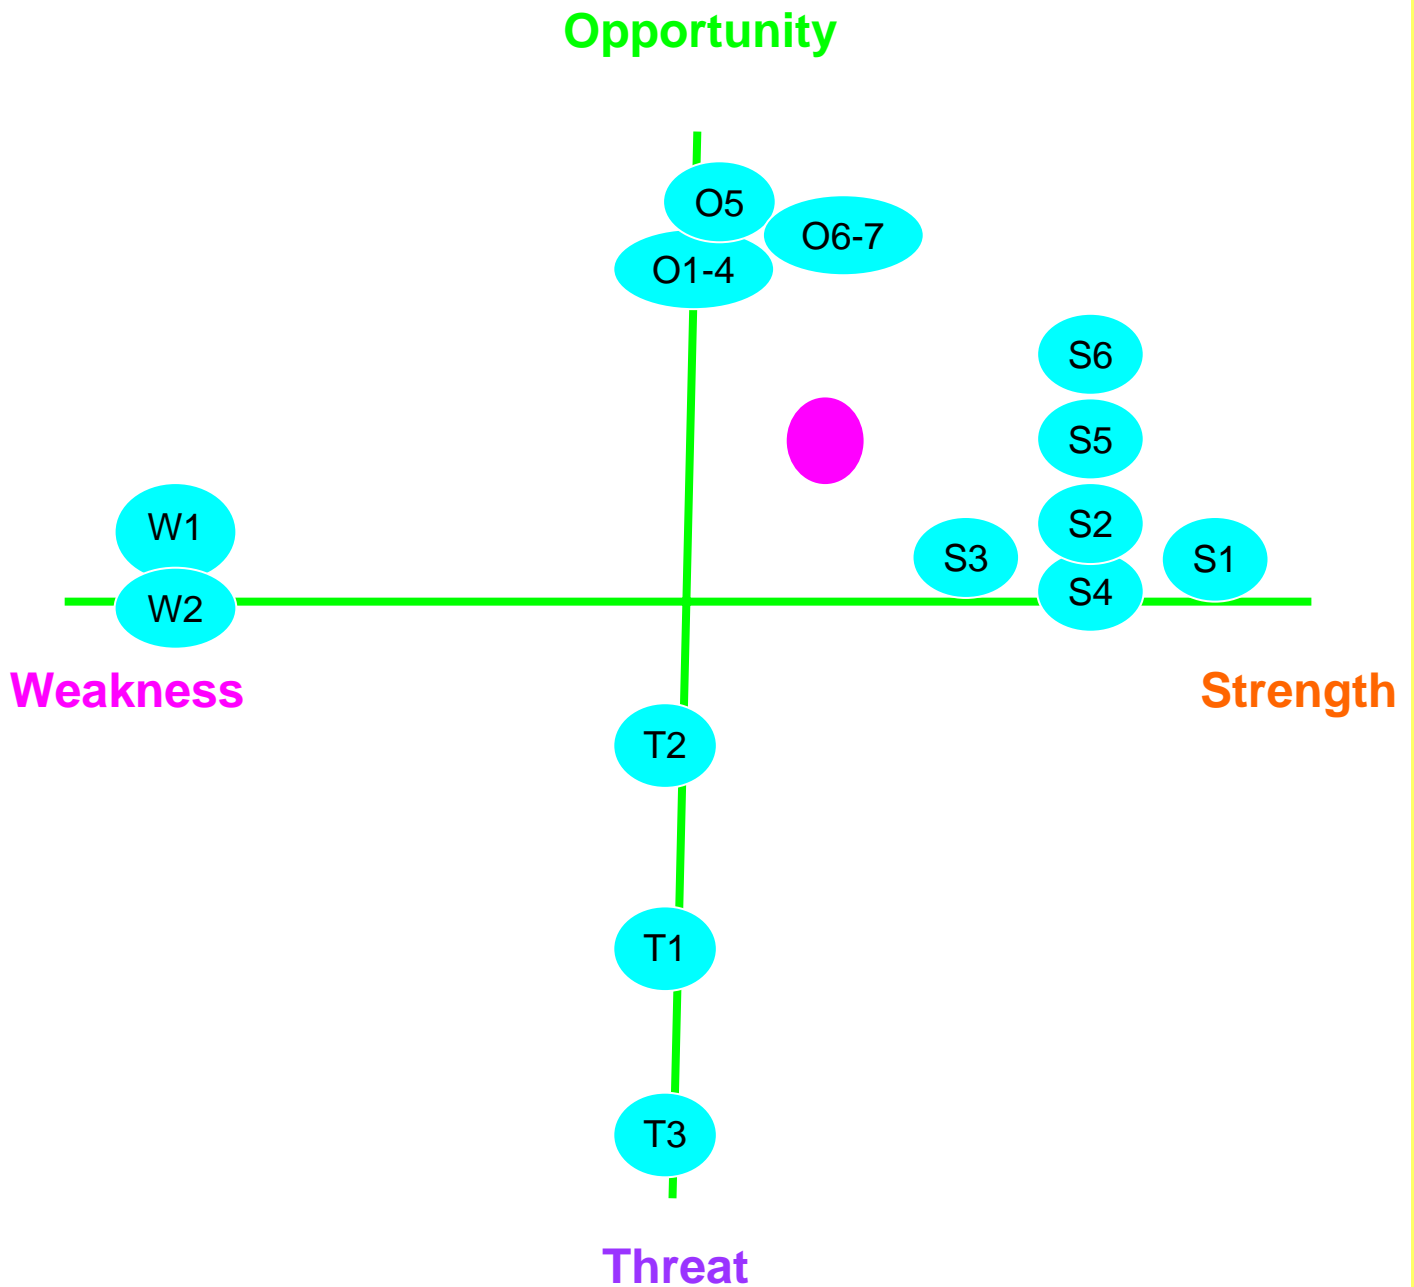 Opportunity
O5
O6-7
O1-4
S6
S5
W1
S2
S3
S1
S4
W2
Weakness
Strength
T2
T1
T3
Threat